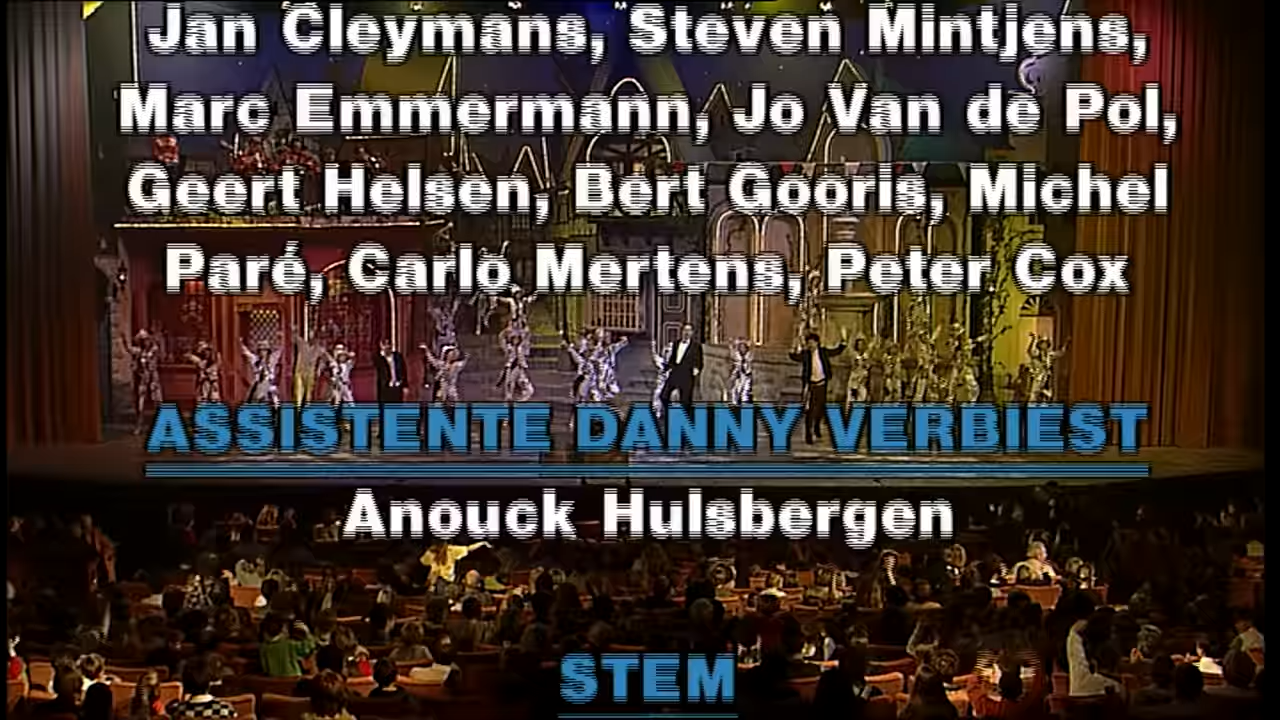 Jan Cleymans, Steven Mintjens,
Marc Emmermann, Jo Van de Pol,
Geert Helsen, Bert Gooris, Michel
Paré, Carlo Mertens, Peter Cox
ASSISTENTE DANNY VERBIEST
Anouck Hulsbergen
STEM